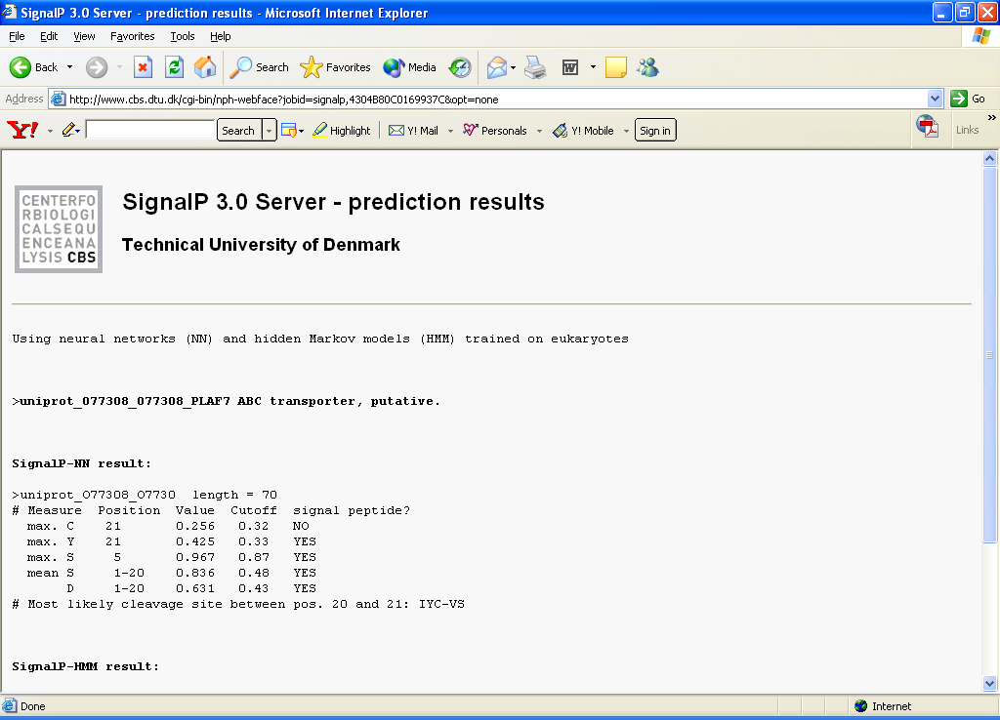 SignalP 3.0 Server - prediction results - Microsoft Internet Explorer
File Edit View Favorites Tools Help
Back Search Favorites Media
Address http://www.cbs.dtu.dk/cgi-bin/nph-webface?jobid=signalp,4304B80C0169937C&opt=none Go
Y! Search Highlight Y! Mail Personals Y! Mobile Sign in Links »
CENTERFO
RBIOLOGI
CALSEQU
ENCEANA
LYSIS CBS
SignalP 3.0 Server - prediction results
Technical University of Denmark
Using neural networks (NN) and hidden Markov models (HMM) trained on eukaryotes
>uniprot_O77308_O77308_PLAF7 ABC transporter, putative.
SignalP-NN result:
>uniprot_O77308_O7730 length = 70
# Measure Position Value Cutoff signal peptide?
max. C 21 0.256 0.32 NO
max. Y 21 0.425 0.33 YES
max. S 5 0.967 0.87 YES
mean S 1-20 0.836 0.48 YES
D 1-20 0.631 0.43 YES
# Most likely cleavage site between pos. 20 and 21: IYC-VS
SignalP-HMM result:
Done Internet